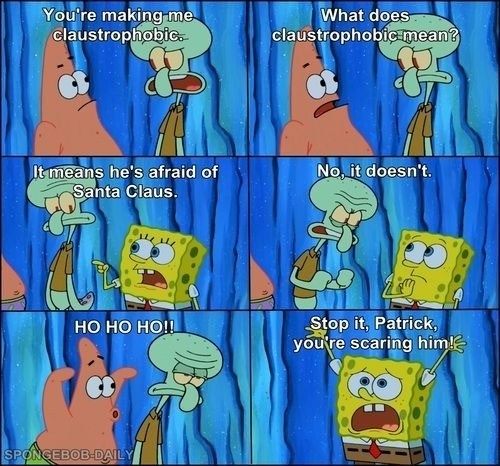 You're making me
claustrophobic.
What does
claustrophobic mean?
It means he's afraid of
Santa Claus.
No, it doesn't.
HO HO HO!!
Stop it, Patrick,
you're scaring him!
SPONGEBOB-DAILY